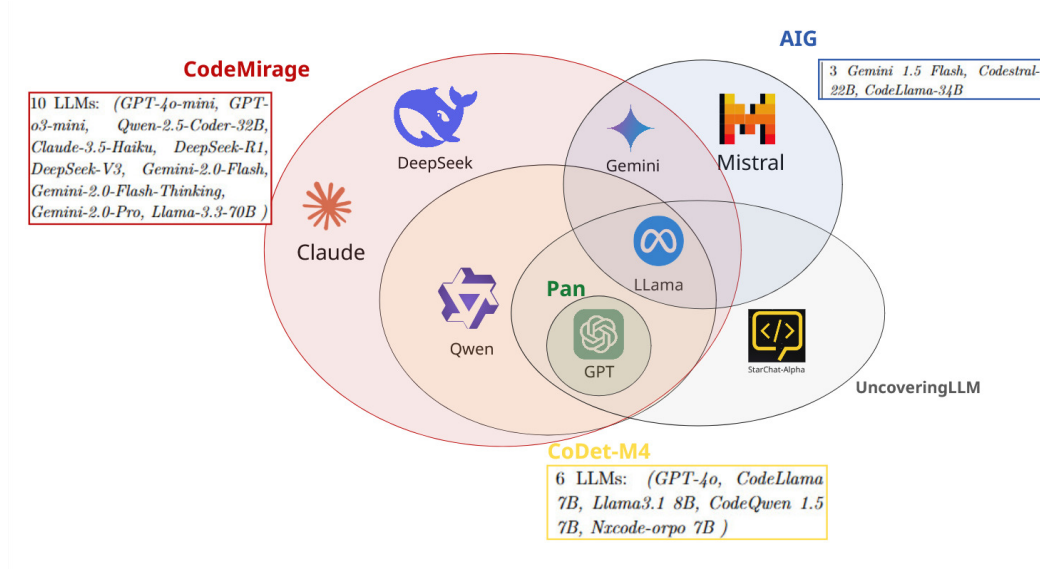 AIG
CodeMirage
3 Gemini 1.5 Flash, Codestral-
22B, CodeLlama-34B
10 LLMs: (GPT-4o-mini, GPT-
o3-mini, Qwen-2.5-Coder-32B,
Claude-3.5-Haiku, DeepSeek-R1,
DeepSeek-V3, Gemini-2.0-Flash,
Gemini-2.0-Flash-Thinking,
Gemini-2.0-Pro, Llama-3.3-70B )
DeepSeek
Gemini
Mistral
Claude
LLama
Pan
Qwen
GPT
StarChat-Alpha
UncoveringLLM
CoDet-M4
6 LLMs: (GPT-4o, CodeLlama
7B, Llama3.1 8B, CodeQwen 1.5
7B, Nxcode-orpo 7B )